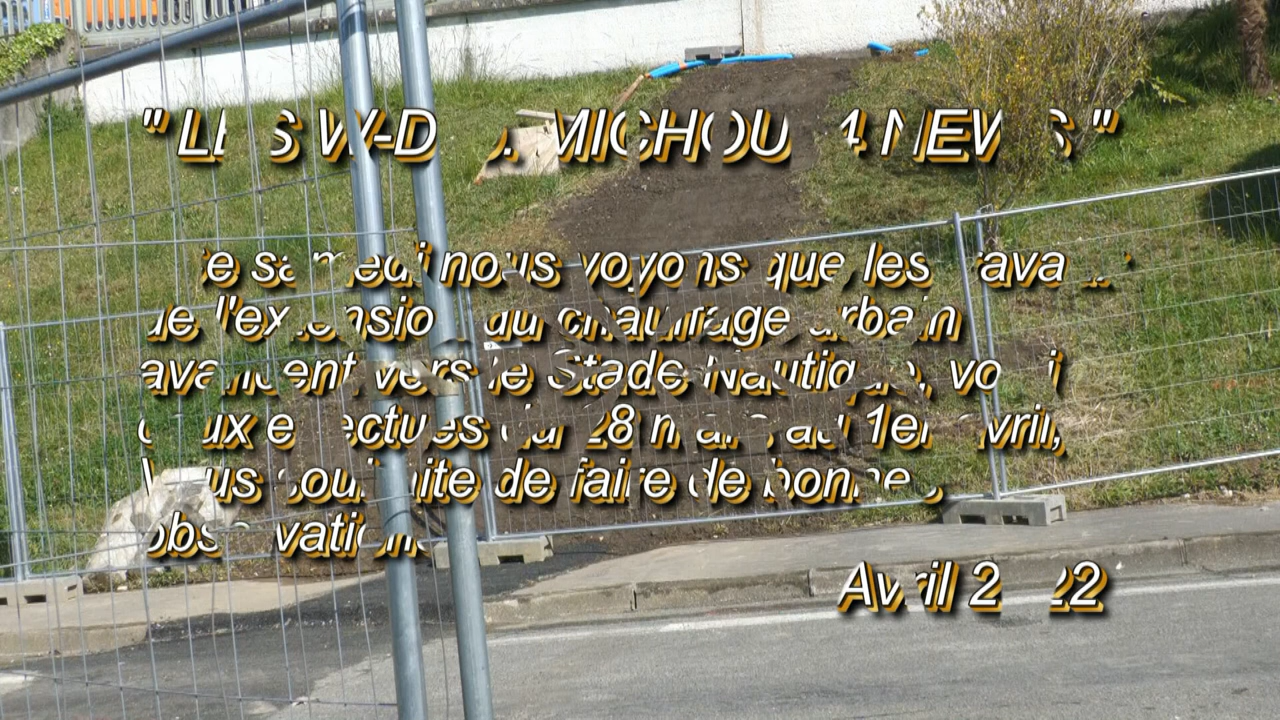 " LES W-D D. MICHOU 64 NEWS "
Ce samedi nous voyons que les travaux
de l'extension du chauffage urbain
avancent vers le Stade Nautique, voici
ceux effectués du 28 mars au 1er avril,
Vous souhaite de faire de bonnes
observations
Avril 2022